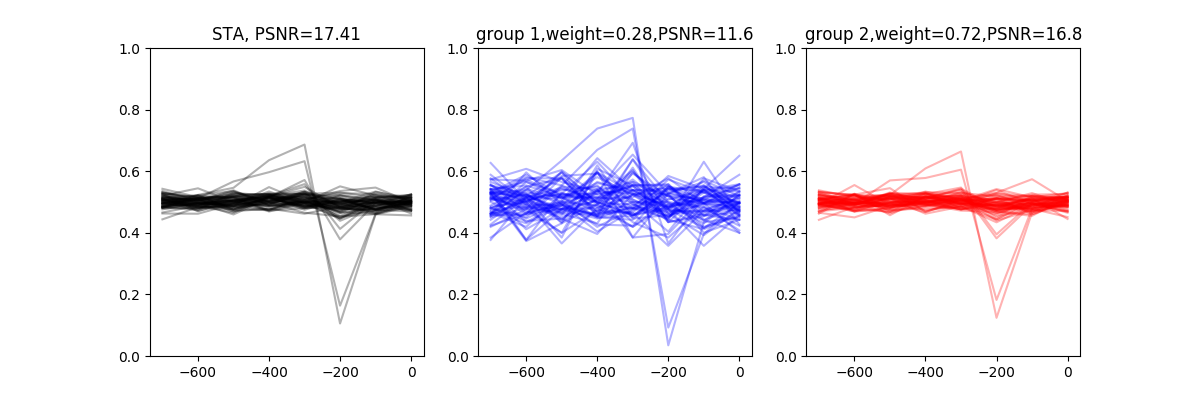 STA, PSNR=17.41
group 1,weight=0.28,PSNR=11.6
group 2,weight=0.72,PSNR=16.8
1.0 1.0 1.0
0.8 0.8 0.8
0.6 0.6 0.6
0.4 0.4 0.4
0.2 0.2 0.2
0.0 0.0 0.0
−600 −400 −200 0 −600 −400 −200 0 −600 −400 −200 0